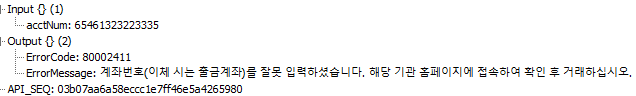 Input {} (1)
acctNum: 65461323223335
Output {} (2)
ErrorCode: 80002411
ErrorMessage: 계좌번호(이체 시는 출금계좌)를 잘못 입력하셨습니다. 해당 기관 홈페이지에 접속하여 확인 후 거래하십시오.
API_SEQ: 03b07aa6a58eccc1e7ff46e5a4265980